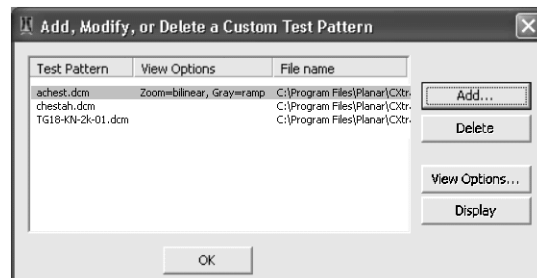 Add, Modify, or Delete a Custom Test Pattern
Test Pattern View Options File name
achest.dcm Zoom=bilinear, Gray=ramp C:\Program Files\Planar\CXtr
chestah.dcm C:\Program Files\Planar\CXtr
TG18-KN-2k-01.dcm C:\Program Files\Planar\CXtr
Add...
Delete
View Options...
Display
OK